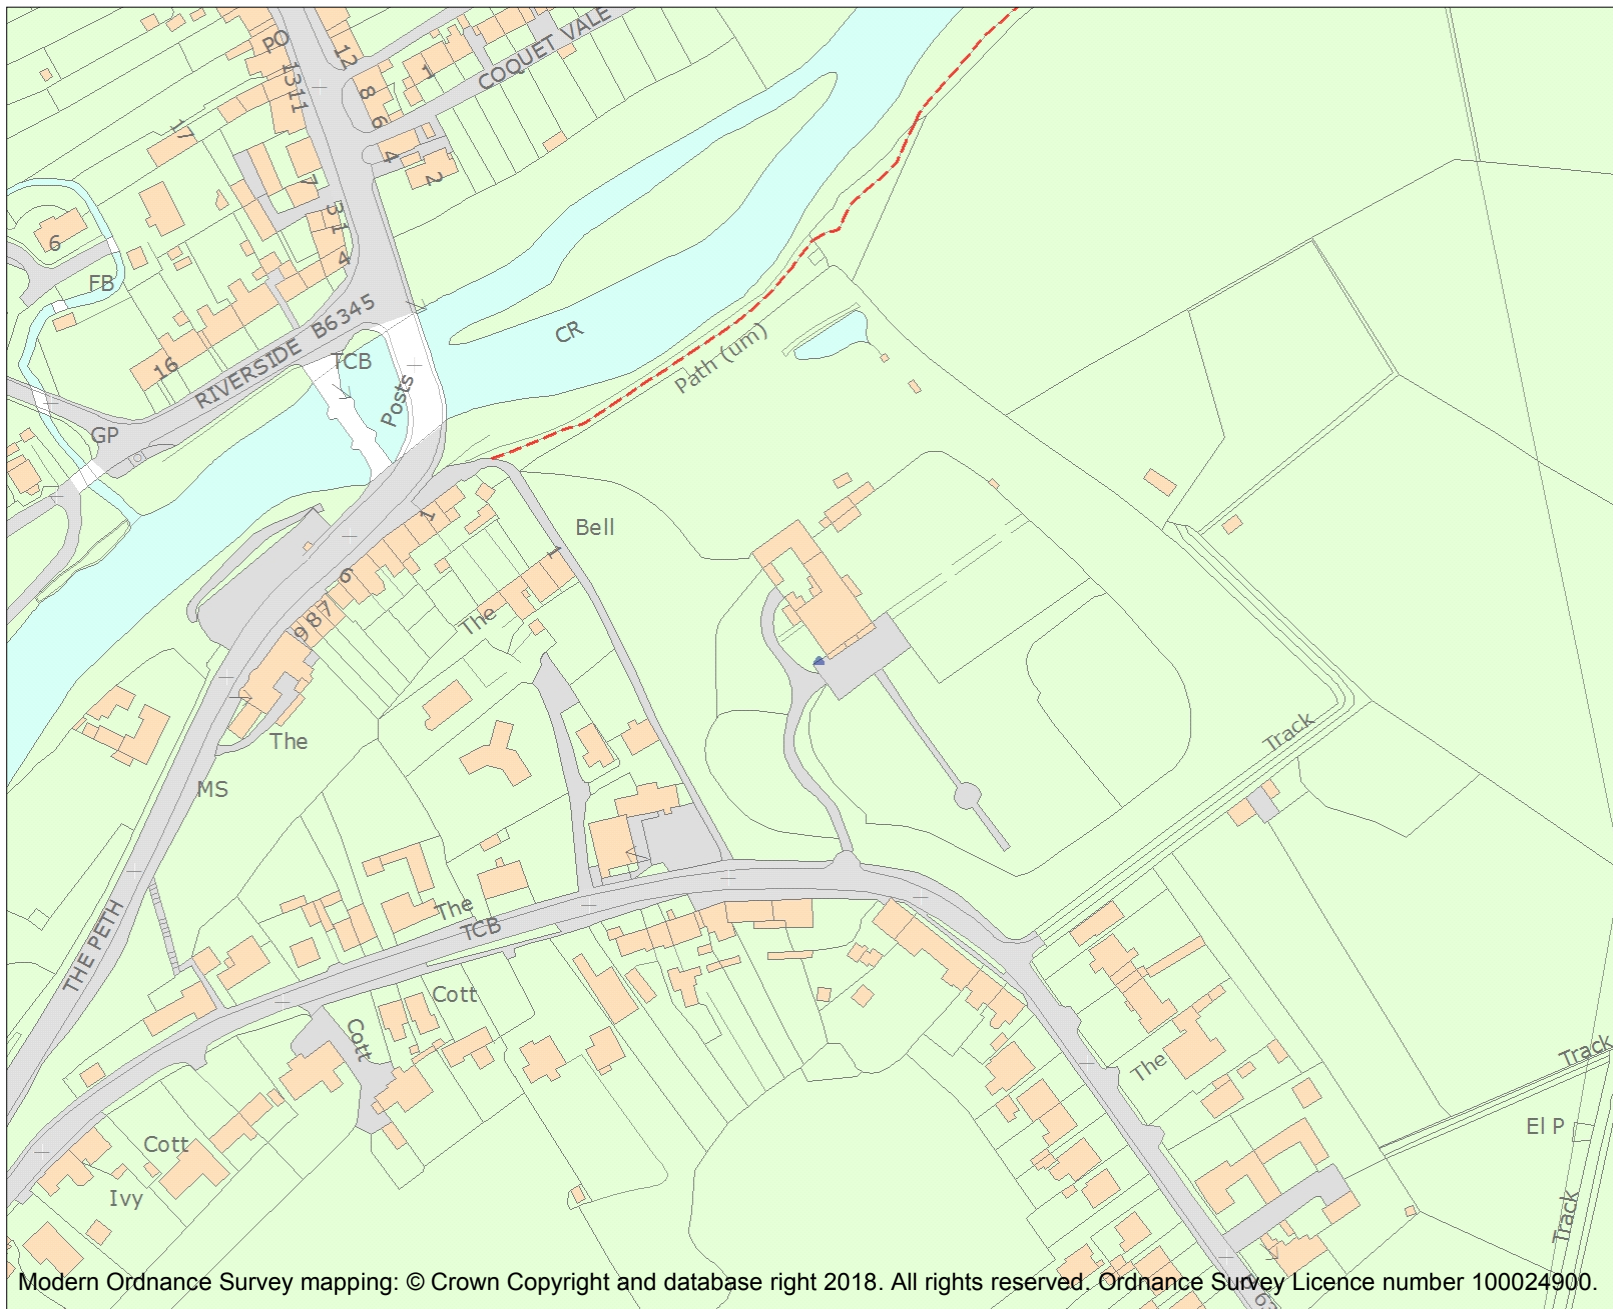 PO
12
COQUET VALE
1
1311
8
6
17
4
2
7
31
6
4
FB
RIVERSIDE B6345
CR
TCB
16
Path (um)
Posts
GP
1
Bell
1
6
The
987
The
Track
MS
The
TCB
THE PETH
Cott
Cott
The
Track
El P
Cott
Ivy
Track
Modern Ordnance Survey mapping: © Crown Copyright and database right 2018. All rights reserved. Ordnance Survey Licence number 100024900.